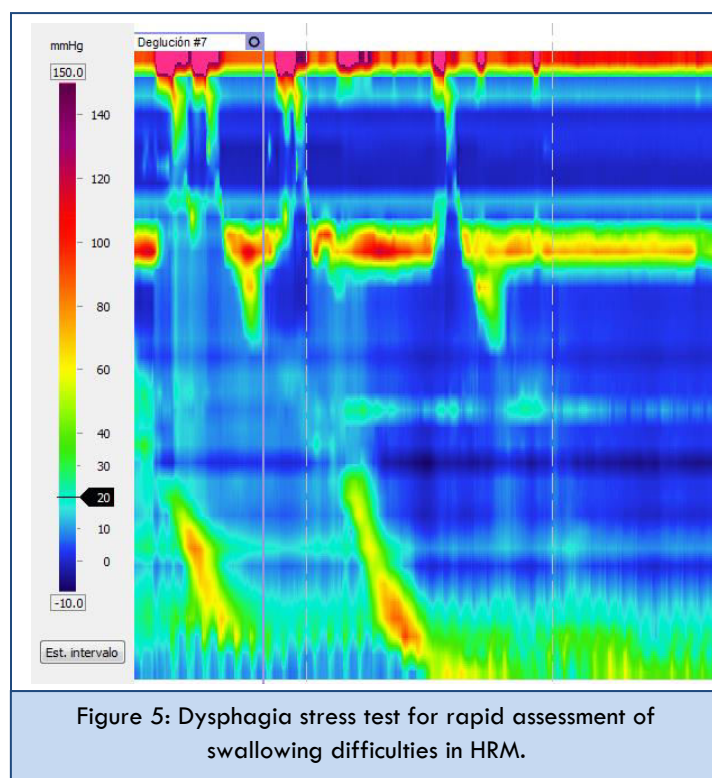 mmHg
Deglución #7
150.0
140
120
100
80
60
50
40
30
20
10
0
-10.0
Est. intervalo
Figure 5: Dysphagia stress test for rapid assessment of
swallowing difficulties in HRM.